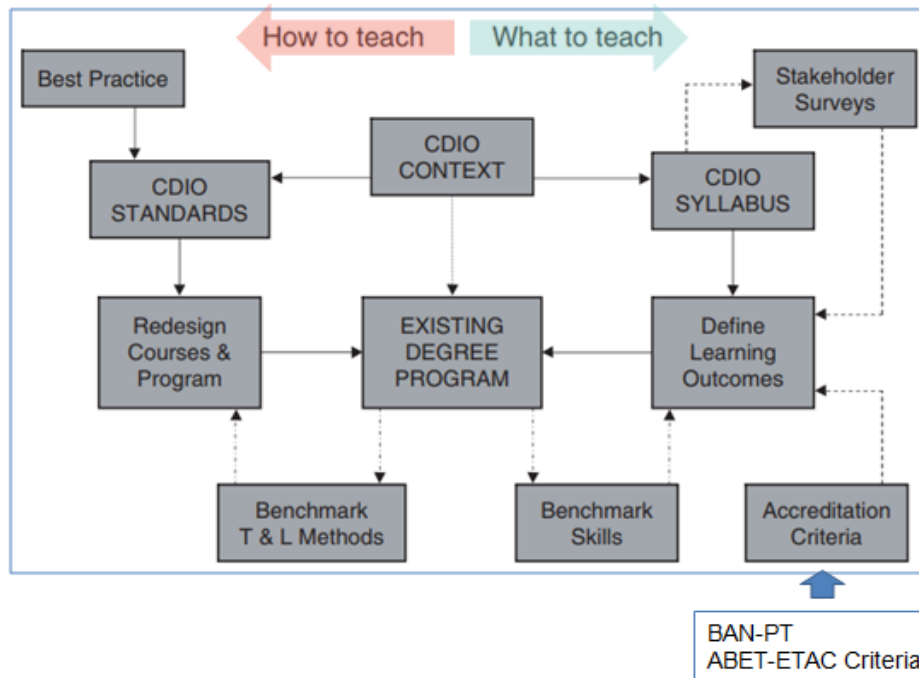 How to teach
What to teach
Best Practice
Stakeholder
Surveys
CDIO
CONTEXT
CDIO
STANDARDS
CDIO
SYLLABUS
Redesign
Courses &
Program
EXISTING
DEGREE
PROGRAM
Define
Learning
Outcomes
Benchmark
T & L Methods
Benchmark
Skills
Accreditation
Criteria
BAN-PT
ABET-ETAC Criteria